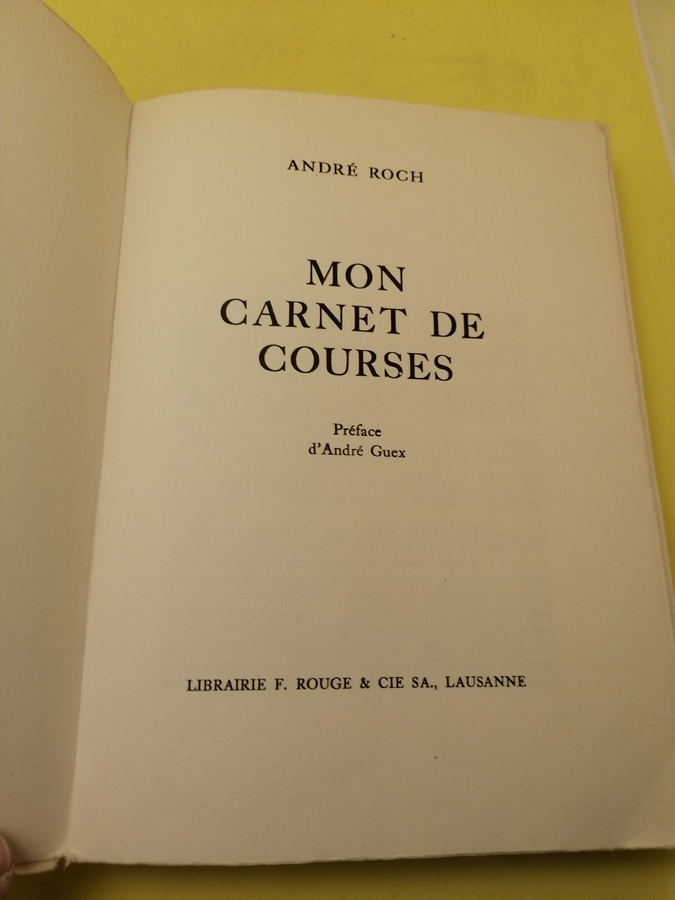 ANDRÉ ROCH
MON
CARNET DE
COURSES
Préface
d'André Guex
LIBRAIRIE F. ROUGE & CIE SA., LAUSANNE